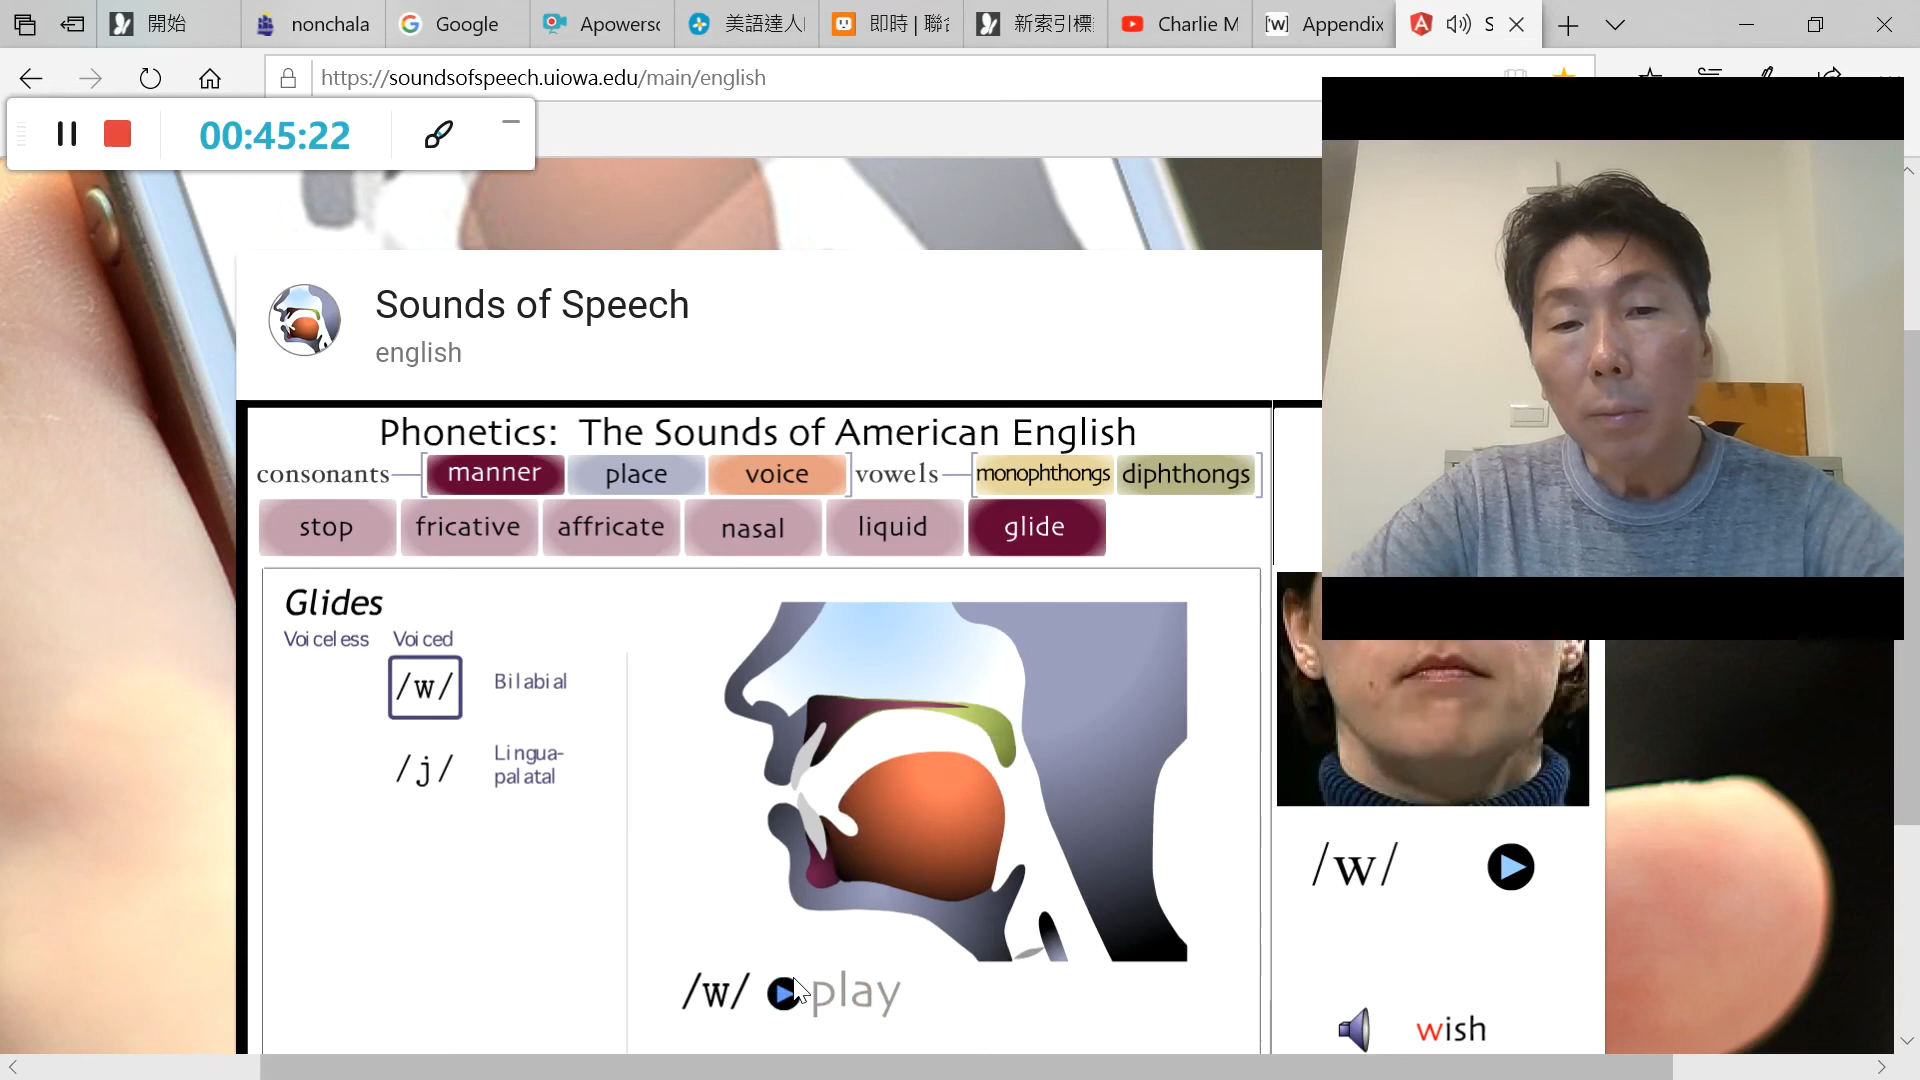 開始
nonchala
Google
Apowersc
美語達人
即時 | 聯合
新索引標
Charlie M
Appendix
S
https://soundsofspeech.uiowa.edu/main/english
00:45:22
Sounds of Speech
english
Phonetics: The Sounds of American English
consonants manner place voice vowels monophthongs diphthongs
stop fricative affricate nasal liquid glide
Glides
Voiceless Voiced
/w/ Bilabial
/j/ Lingua-
palatal
/w/ play
/w/
wish